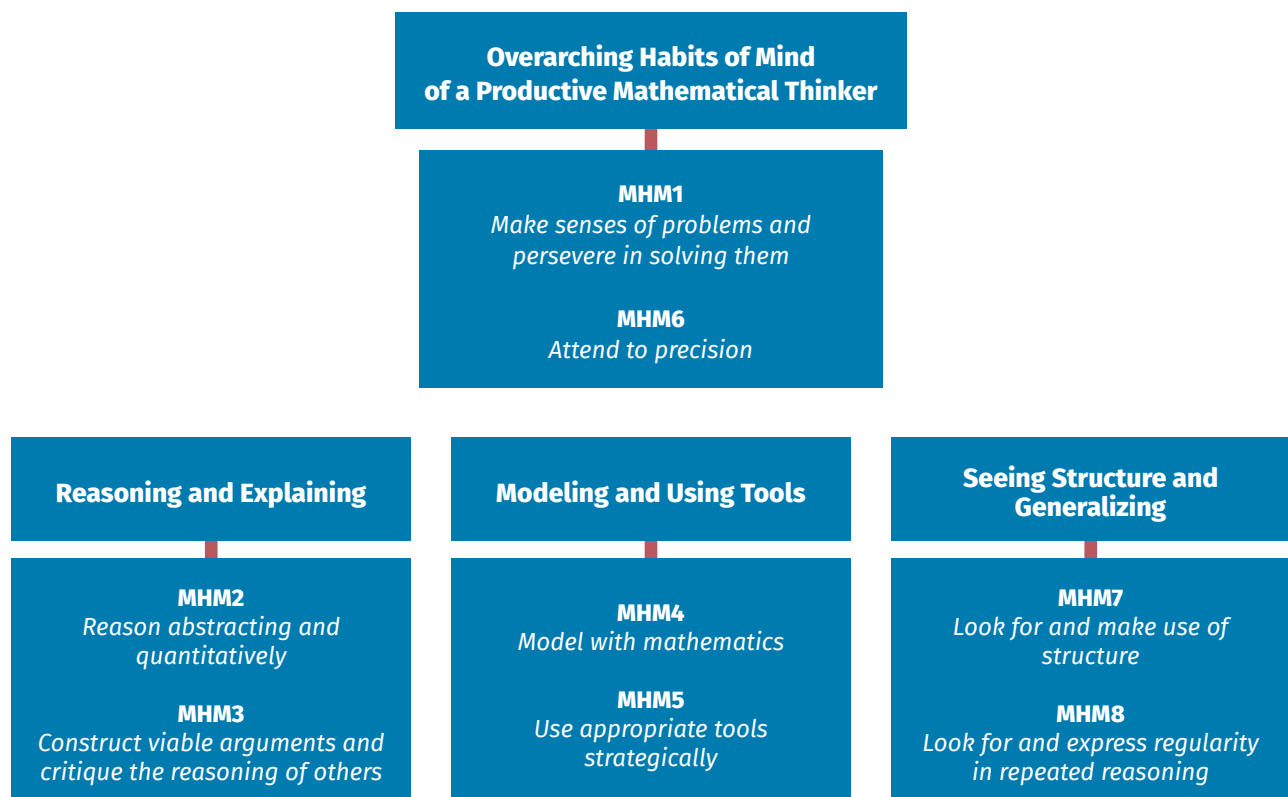 Overarching Habits of Mind
of a Productive Mathematical Thinker
MHM1
Make senses of problems and
persevere in solving them
MHM6
Attend to precision
Reasoning and Explaining
MHM2
Reason abstracting and
quantitatively
MHM3
Construct viable arguments and
critique the reasoning of others
Modeling and Using Tools
MHM4
Model with mathematics
MHM5
Use appropriate tools
strategically
Seeing Structure and
Generalizing
MHM7
Look for and make use of
structure
MHM8
Look for and express regularity
in repeated reasoning